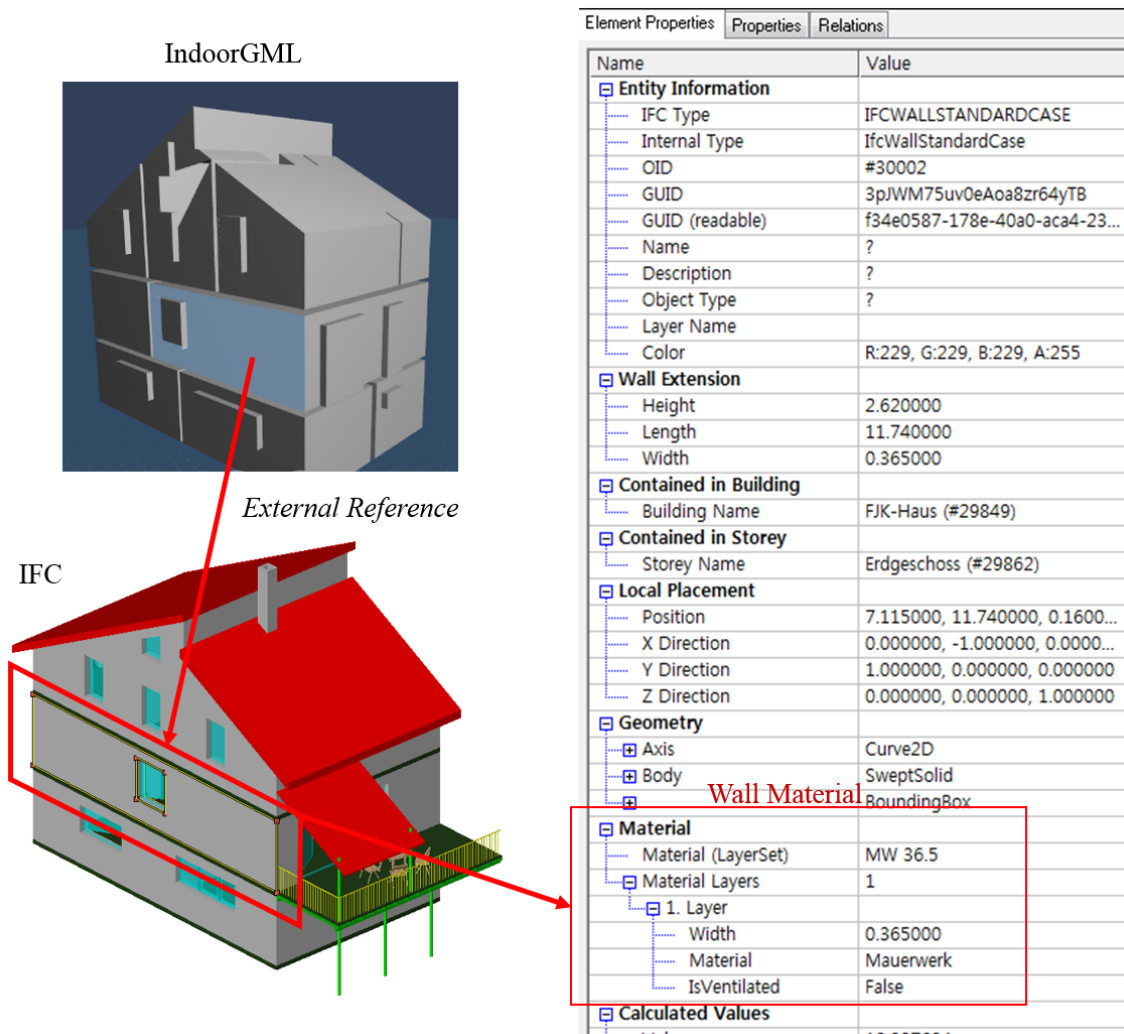 IndoorGML
External Reference
IFC
Element Properties Properties Relations
Name Value
Entity Information
IFC Type IFCWALLSTANDARDCASE
Internal Type IfcWallStandardCase
OID #30002
GUID 3pJWM75uv0eAoa8zr64yTB
GUID (readable) f34e0587-178e-40a0-aca4-23...
Name ?
Description ?
Object Type ?
Layer Name
Color R:229, G:229, B:229, A:255
Wall Extension
Height 2.620000
Length 11.740000
Width 0.365000
Contained in Building
Building Name FJK-Haus (#29849)
Contained in Storey
Storey Name Erdgeschoss (#29862)
Local Placement
Position 7.115000, 11.740000, 0.1600...
X Direction 0.000000, -1.000000, 0.0000...
Y Direction 1.000000, 0.000000, 0.000000
Z Direction 0.000000, 0.000000, 1.000000
Geometry
Axis Curve2D
Body SweptSolid
Wall Material BoundingBox
Material
Material (LayerSet) MW 36.5
Material Layers 1
1. Layer
Width 0.365000
Material Mauerwerk
IsVentilated False
Calculated Values